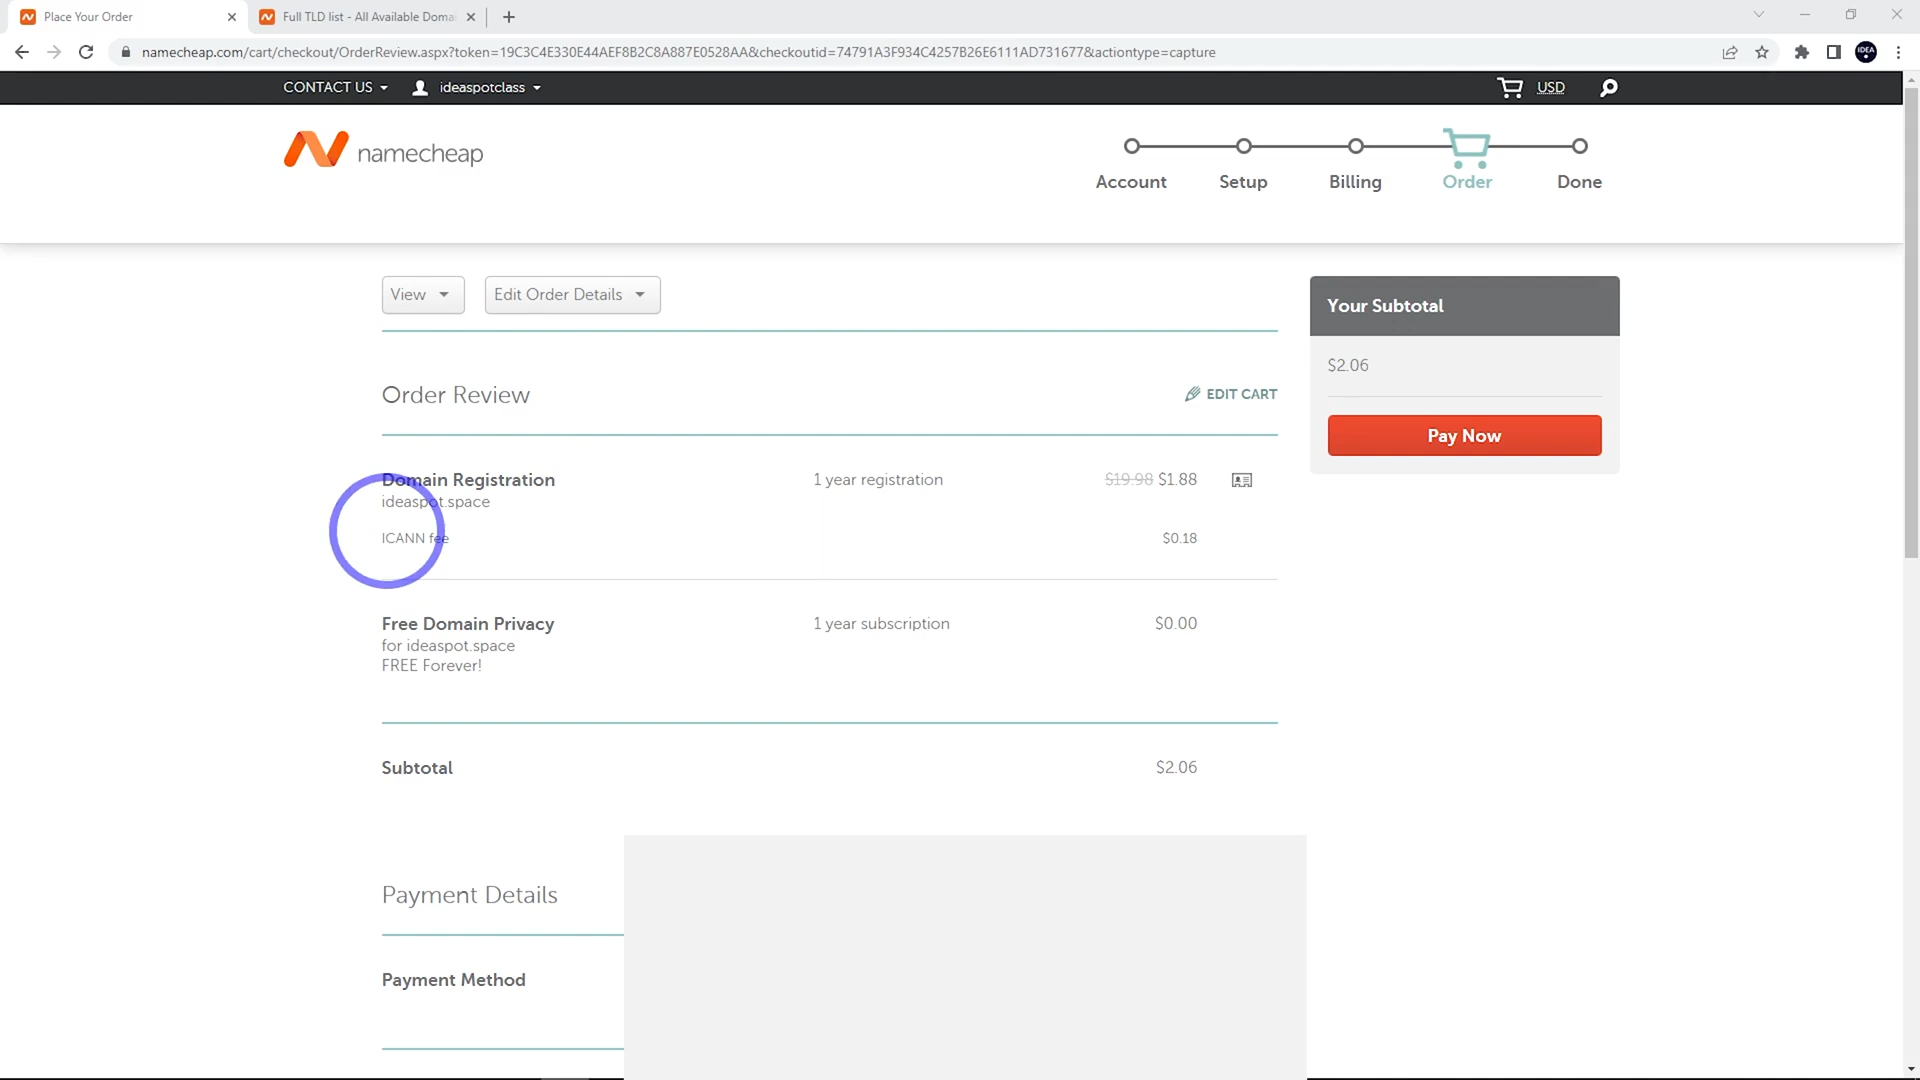 Place Your Order
Full TLD list - All Available Doma
namecheap.com/cart/checkout/OrderReview.aspx?token=19C3C4E330E44AEF8B2C8A887E0528AA&checkoutid=74791A3F934C4257B26E6111AD731677&actiontype=capture
IDEA
CONTACT US
ideaspotclass
USD
namecheap
Account
Setup
Billing
Order
Done
View
Edit Order Details
Your Subtotal
$2.06
Pay Now
Order Review
EDIT CART
Domain Registration
1 year registration
$19.98 $1.88
ideaspot.space
ICANN fee
$0.18
Free Domain Privacy
1 year subscription
$0.00
for ideaspot.space
FREE Forever!
Subtotal
$2.06
Payment Details
Payment Method